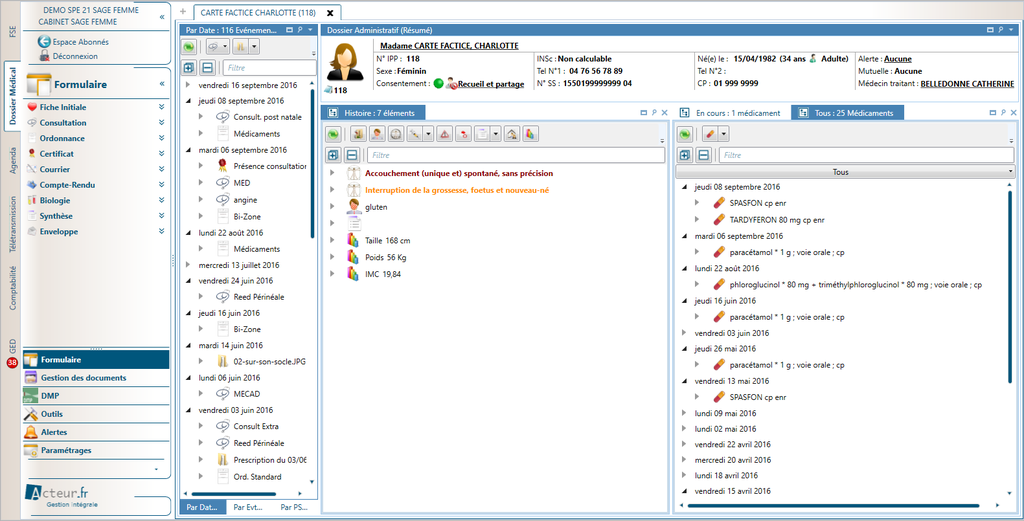 DEMO SPE 21 SAGE FEMME
CABINET SAGE FEMME
Espace Abonnés
Déconnexion
FSE
Dossier Médical
Agenda
Télétransmission
Comptabilité
GED
38
Formulaire
Fiche Initiale
Consultation
Ordonnance
Certificat
Courrier
Compte-Rendu
Biologie
Synthèse
Enveloppe
Formulaire
Gestion des documents
DMP
Outils
Alertes
Paramétrages
Acteur.fr
Gestion Intégrale
CARTE FACTICE CHARLOTTE (118)
Par Date : 116 Evénemen...
Filtre
vendredi 16 septembre 2016
jeudi 08 septembre 2016
Consult. post natale
Médicaments
mardi 06 septembre 2016
Présence consultation
MED
angine
Bi-Zone
lundi 22 août 2016
Médicaments
mercredi 13 juillet 2016
vendredi 24 juin 2016
Reed Périnéale
jeudi 16 juin 2016
Bi-Zone
mardi 14 juin 2016
02-sur-son-socle.JPG
lundi 06 juin 2016
MECAD
vendredi 03 juin 2016
Consult Extra
Reed Périnéale
Prescription du 03/06
Ord. Standard
Par Dat...
Par Evt...
Par PS...
Dossier Administratif (Résumé)
118
Madame CARTE FACTICE, CHARLOTTE
N° IPP : 118
Sexe : Féminin
Consentement : Recueil et partage
INSc : Non calculable
Tel N°1 : 04 76 56 78 89
N° SS : 1550199999999 04
Né(e) le : 15/04/1982 (34 ans Adulte)
Tel N°2 :
CP : 01 999 9999
Alerte : Aucune
Mutuelle : Aucune
Médecin traitant : BELLEDONNE CATHERINE
Histoire : 7 éléments
Filtre
Accouchement (unique et) spontané, sans précision
Interruption de la grossesse, foetus et nouveau-né
gluten
Taille 168 cm
Poids 56 Kg
IMC 19,84
En cours : 1 médicament
Tous : 25 Médicaments
Filtre
Tous
jeudi 08 septembre 2016
SPASFON cp enr
TARDYFERON 80 mg cp enr
mardi 06 septembre 2016
paracétamol * 1 g ; voie orale ; cp
lundi 22 août 2016
phloroglucinol * 80 mg + triméthylphloroglucinol * 80 mg ; voie orale ; cp
jeudi 16 juin 2016
paracétamol * 1 g ; voie orale ; cp
vendredi 03 juin 2016
jeudi 26 mai 2016
paracétamol * 1 g ; voie orale ; cp
vendredi 13 mai 2016
SPASFON cp enr
lundi 09 mai 2016
lundi 02 mai 2016
vendredi 22 avril 2016
mercredi 20 avril 2016
lundi 18 avril 2016
vendredi 15 avril 2016